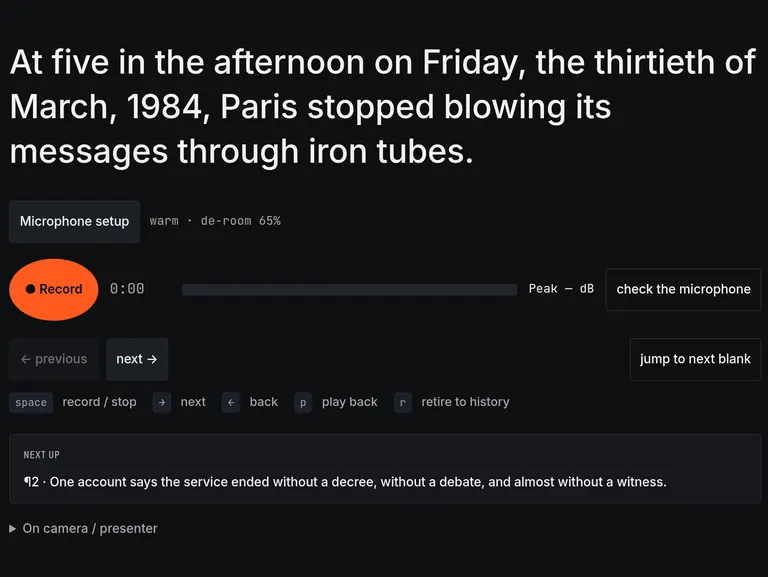 At five in the afternoon on Friday, the thirtieth of
March, 1984, Paris stopped blowing its
messages through iron tubes.
Microphone setup warm · de-room 65%
● Record 0:00 Peak — dB check the microphone
← previous next → jump to next blank
space record / stop → next ← back p play back r retire to history
NEXT UP
¶2 · One account says the service ended without a decree, without a debate, and almost without a witness.
▶ On camera / presenter